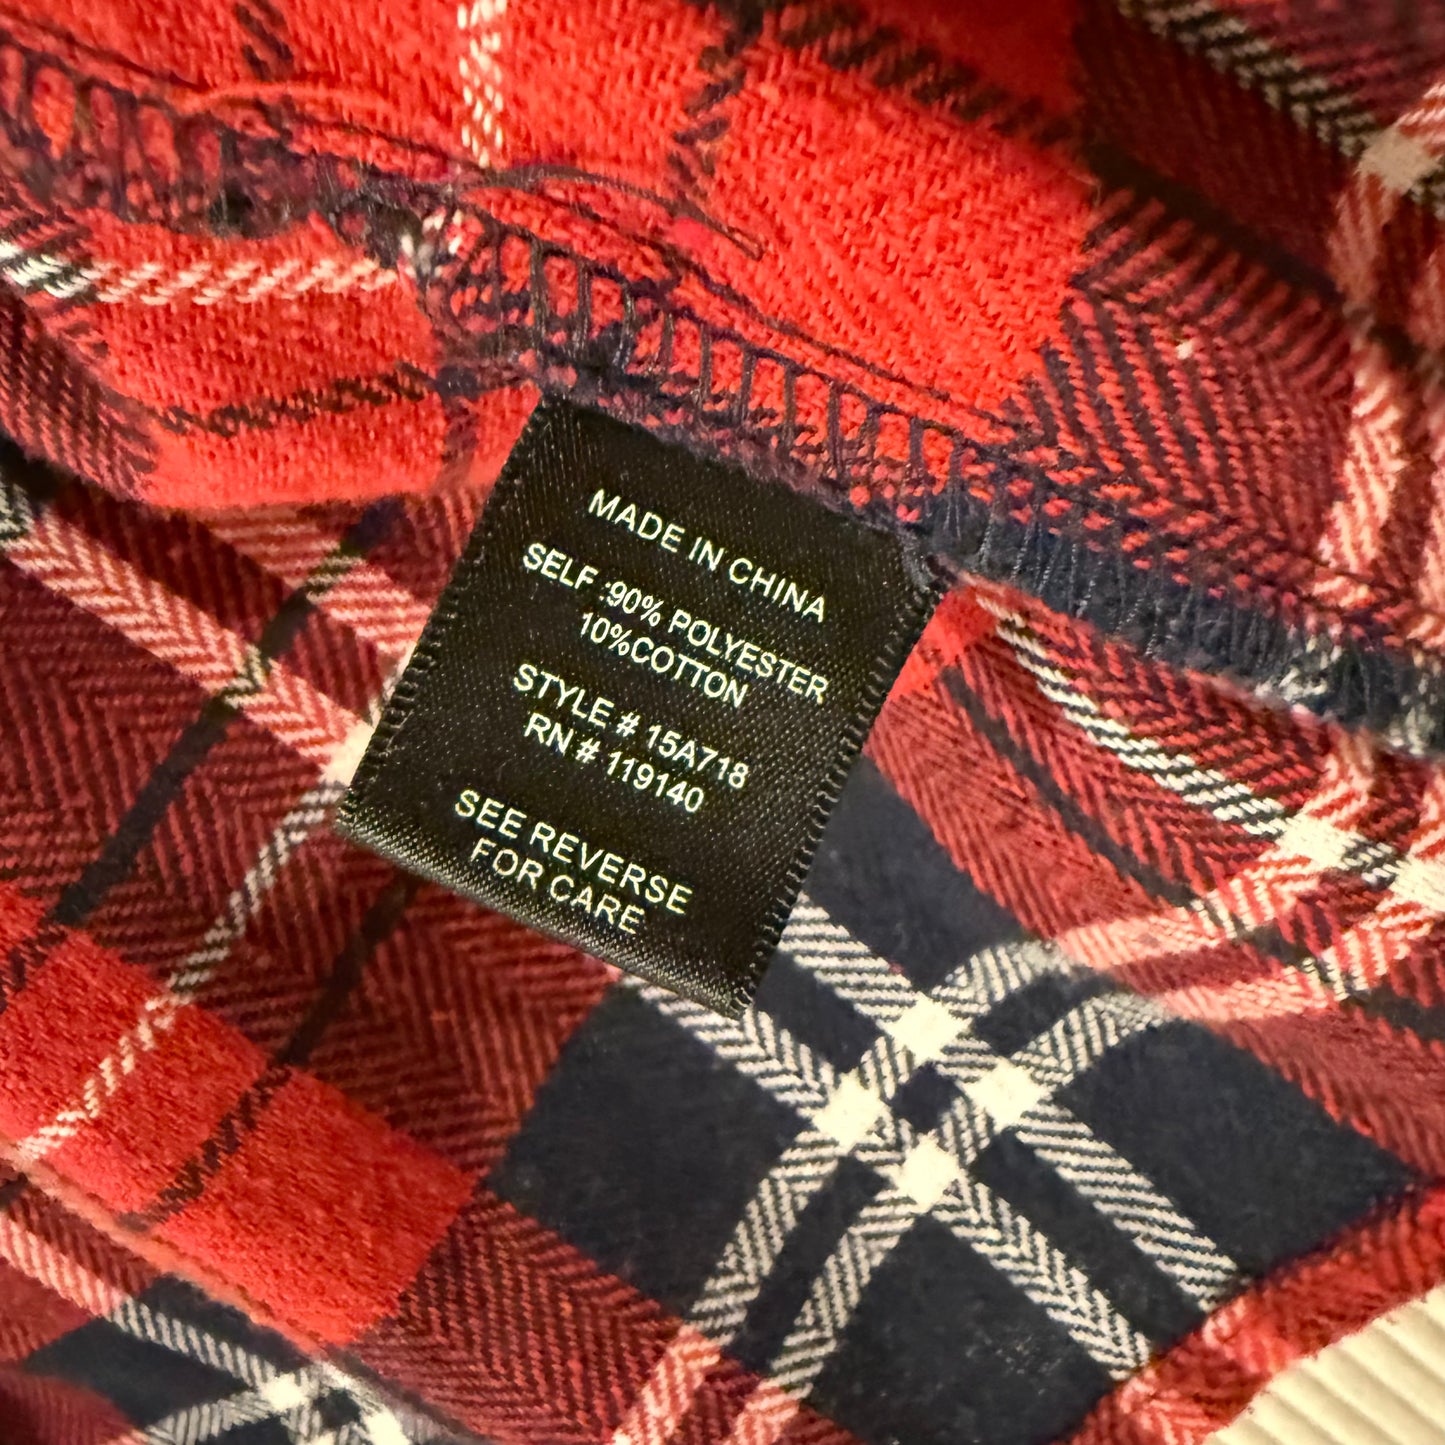 MADE IN CHINA
SELF :90% POLYESTER
10%COTTON
STYLE # 15A718
RN # 119140
SEE REVERSE
FOR CARE